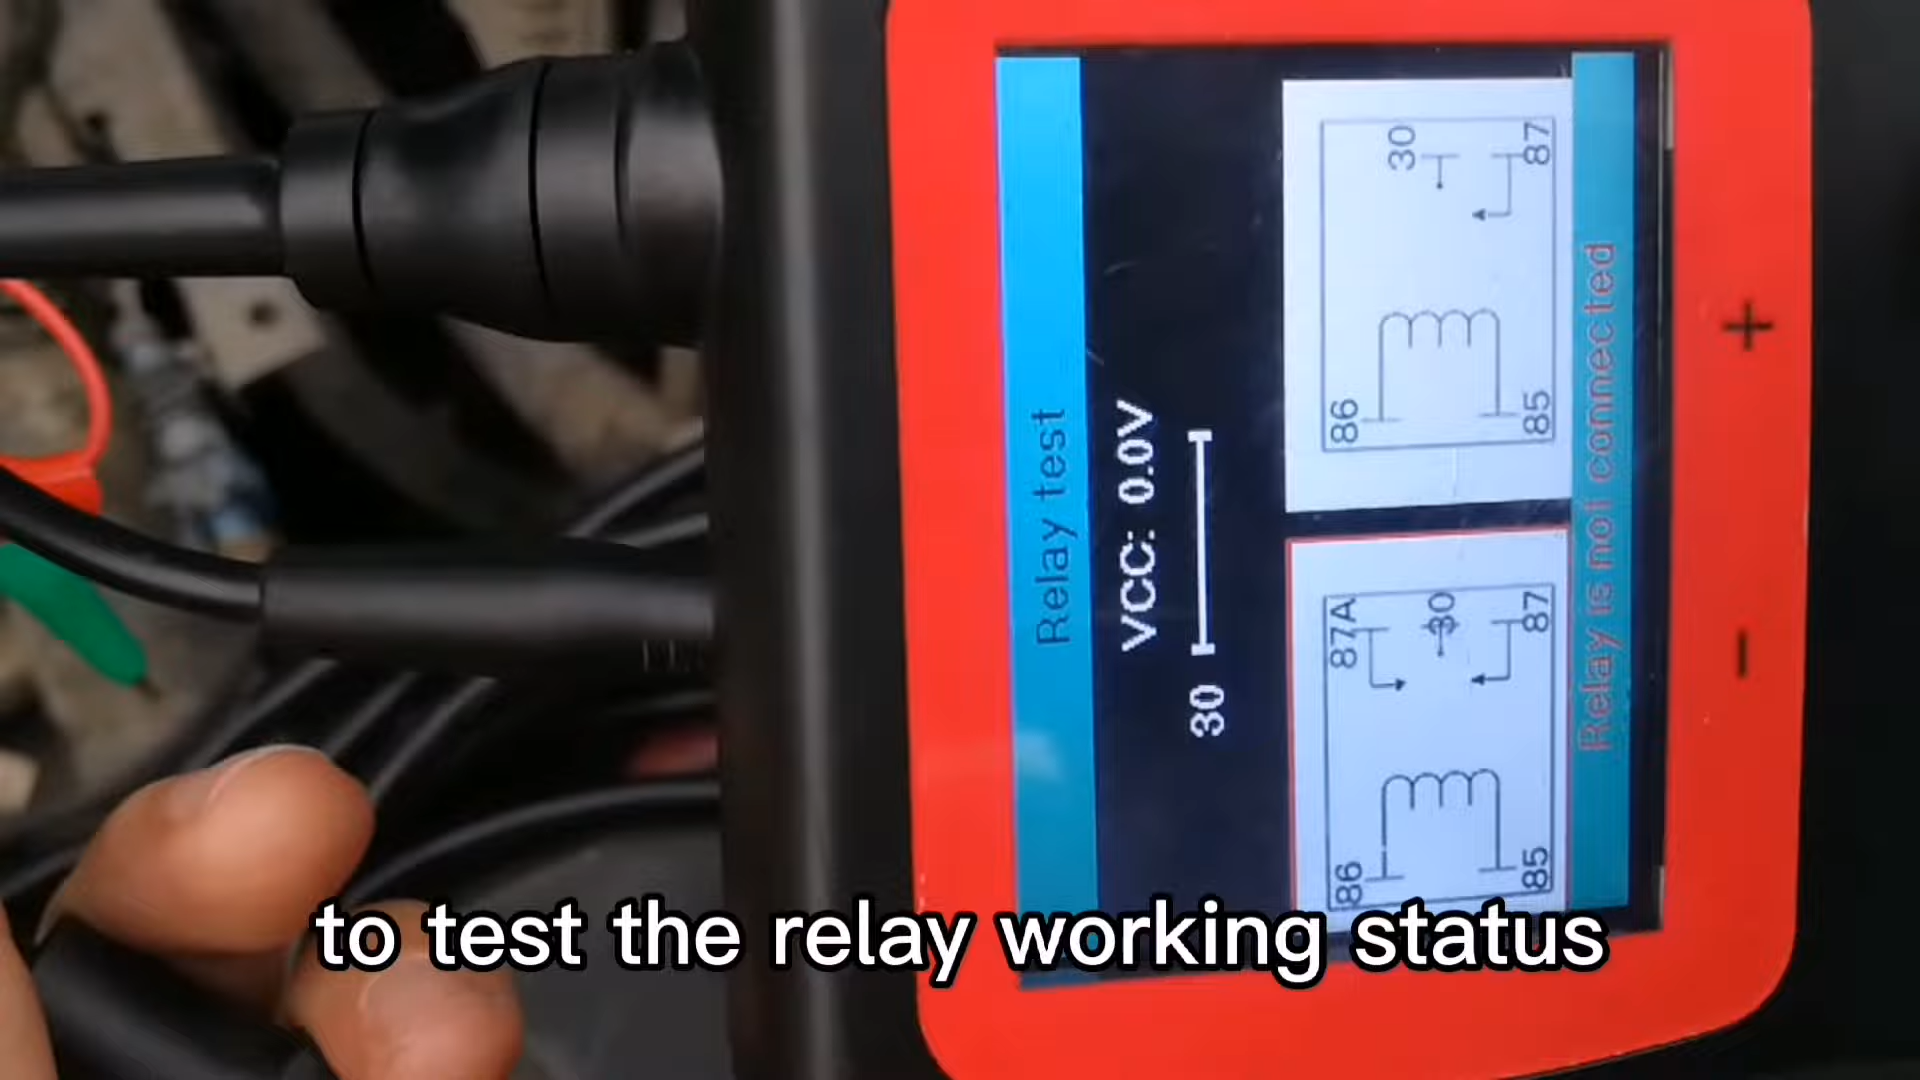 Relay test
VCC: 0.0V
30
87A
30
87
86
85
30
87
86
85
Relay is not connected
+
-
to test the relay working status